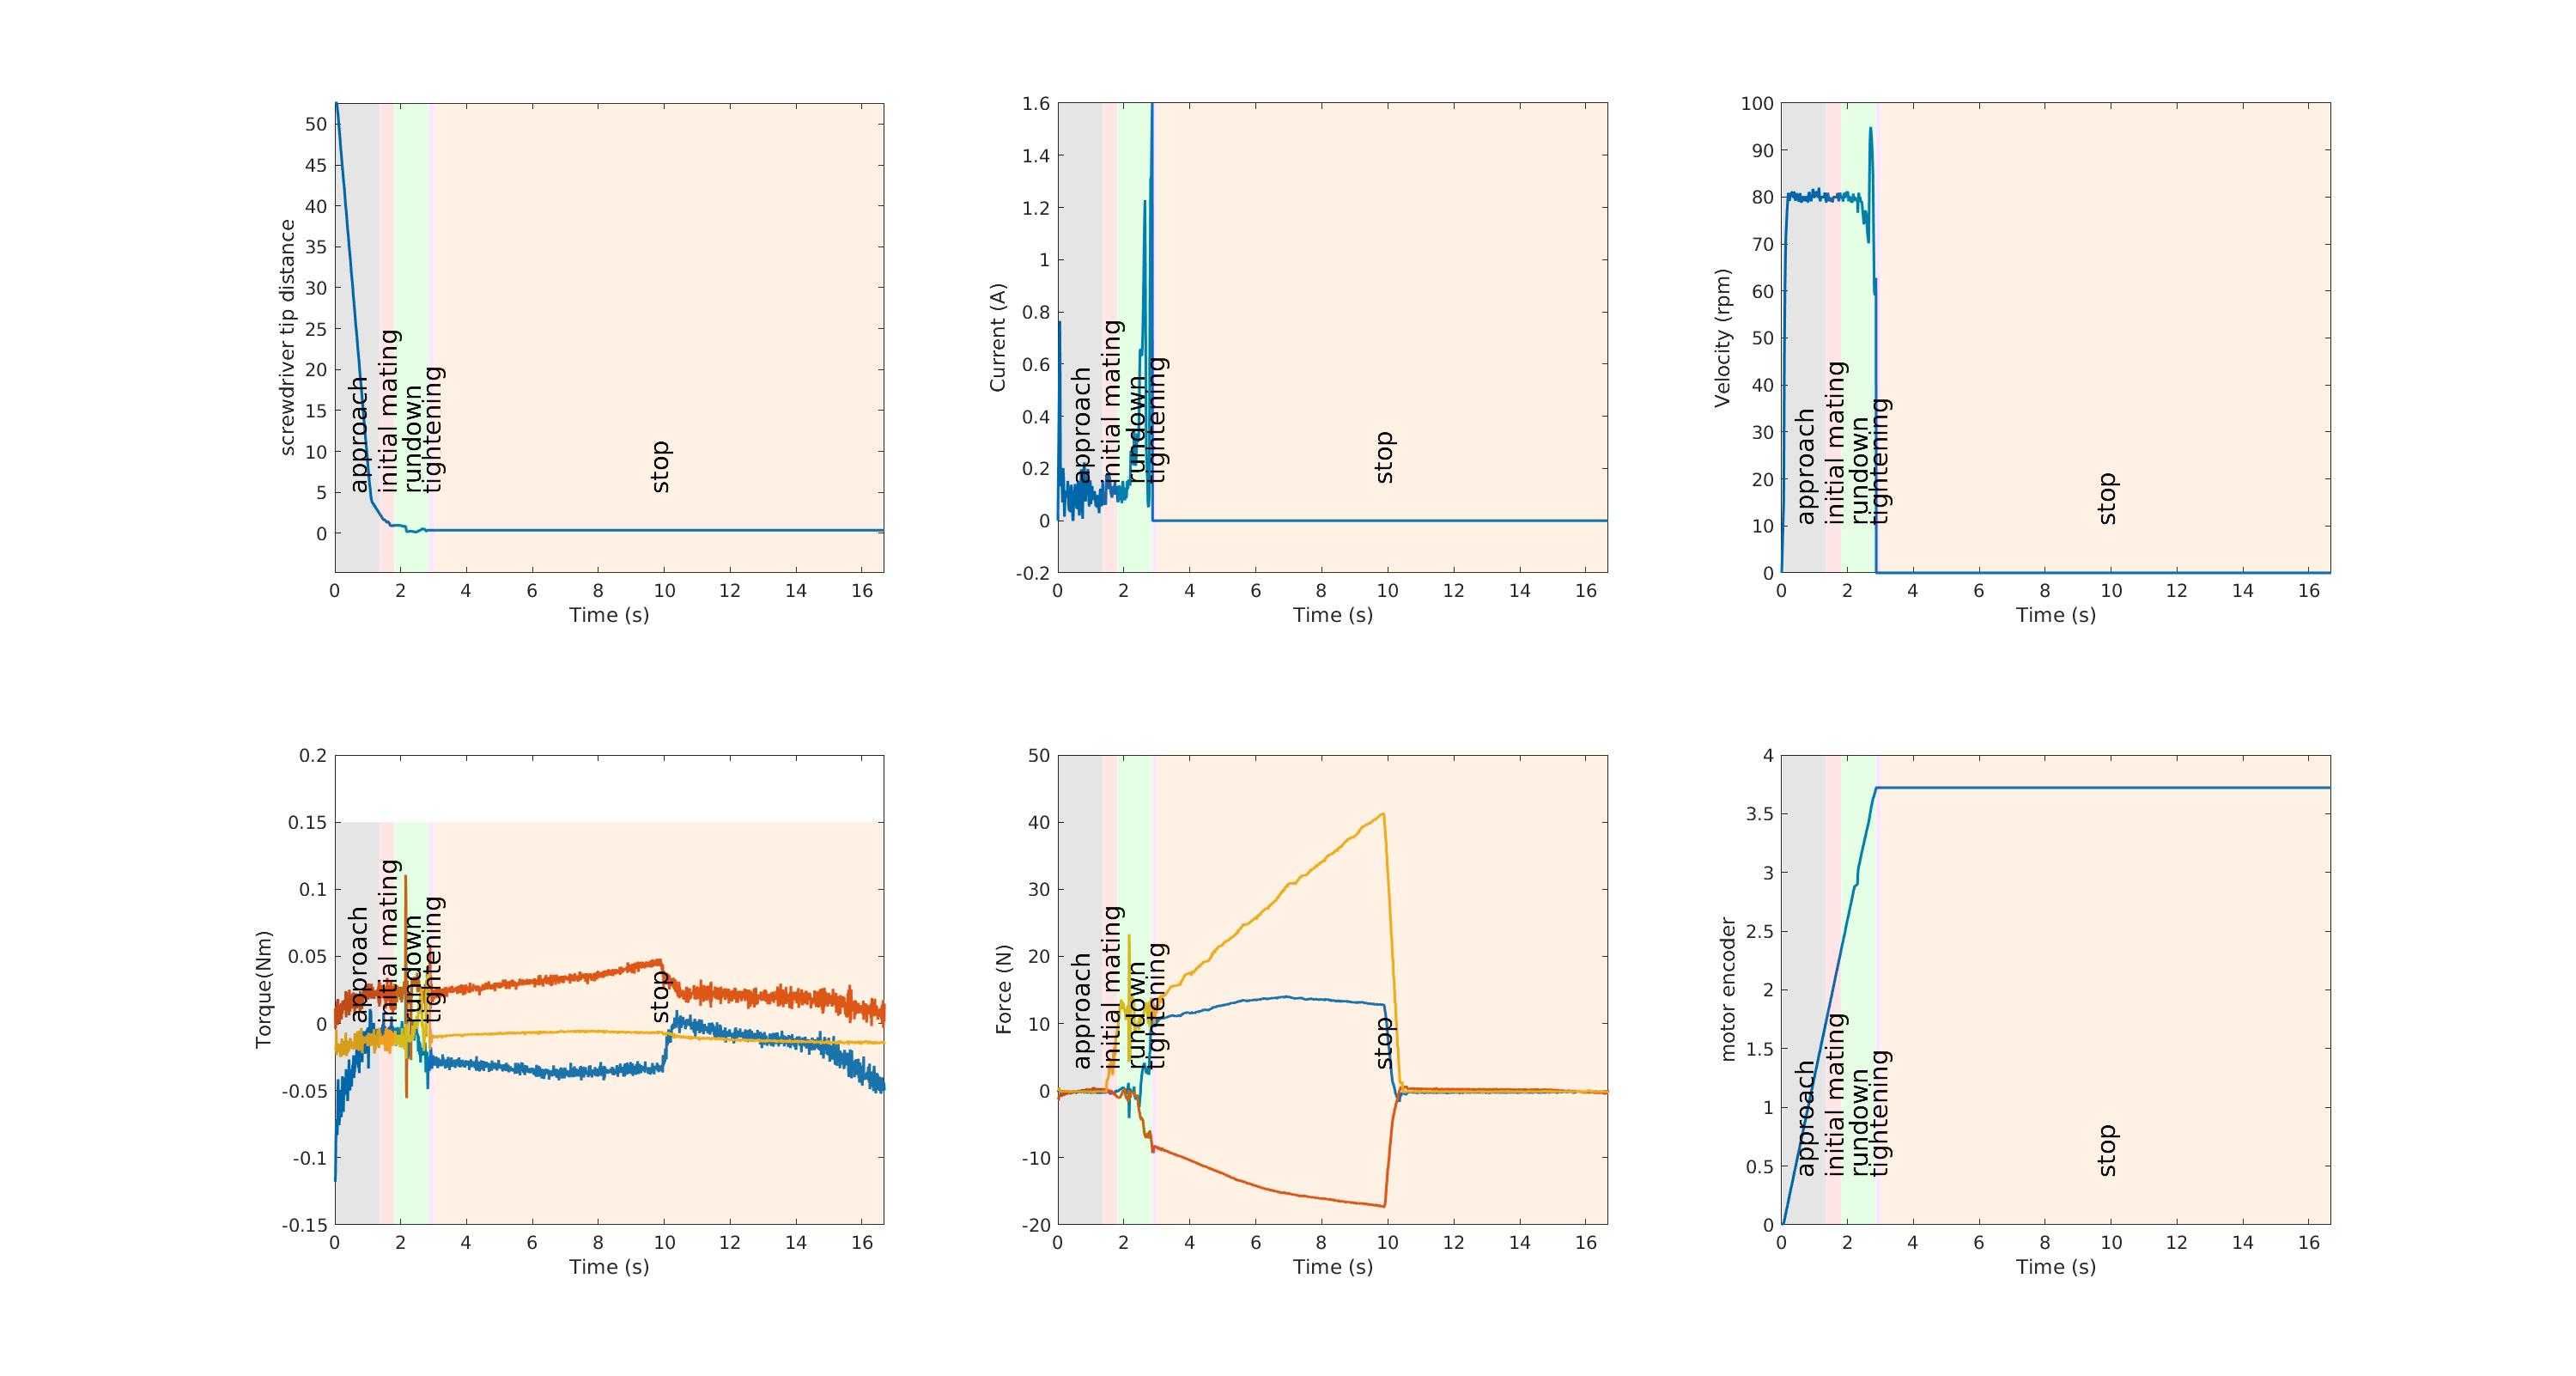 screwdriver tip distance
50
45
40
35
30
25
20
15
10
5
0
approach
initial mating
rundown
tightening
stop
0 2 4 6 8 10 12 14 16
Time (s)
Current (A)
1.6
1.4
1.2
1
0.8
0.6
0.4
0.2
0
-0.2
approach
initial mating
rundown
tightening
stop
0 2 4 6 8 10 12 14 16
Time (s)
Velocity (rpm)
100
90
80
70
60
50
40
30
20
10
0
approach
initial mating
rundown
tightening
stop
0 2 4 6 8 10 12 14 16
Time (s)
Torque(Nm)
0.2
0.15
0.1
0.05
0
-0.05
-0.1
-0.15
approach
initial mating
rundown
tightening
stop
0 2 4 6 8 10 12 14 16
Time (s)
Force (N)
50
40
30
20
10
0
-10
-20
approach
initial mating
rundown
tightening
stop
0 2 4 6 8 10 12 14 16
Time (s)
motor encoder
4
3.5
3
2.5
2
1.5
1
0.5
0
approach
initial mating
rundown
tightening
stop
0 2 4 6 8 10 12 14 16
Time (s)